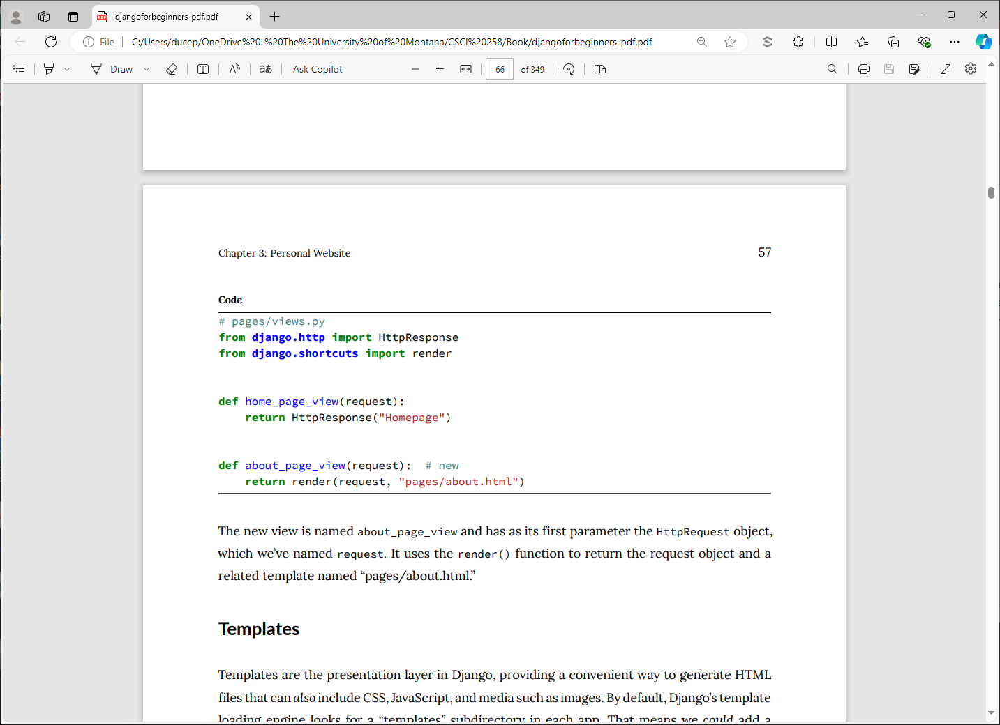 djangoforbeginners-pdf.pdf
File
C:/Users/ducep/OneDrive%20-%20The%20University%20of%20Montana/CSCI%20258/Book/djangoforbeginners-pdf.pdf
Draw
aあ
Ask Copilot
66 of 349
Chapter 3: Personal Website 57
Code
# pages/views.py
from django.http import HttpResponse
from django.shortcuts import render
def home_page_view(request):
    return HttpResponse("Homepage")
def about_page_view(request):  # new
    return render(request, "pages/about.html")
The new view is named about_page_view and has as its first parameter the HttpRequest object,
which we’ve named request. It uses the render() function to return the request object and a
related template named “pages/about.html.”
Templates
Templates are the presentation layer in Django, providing a convenient way to generate HTML
files that can also include CSS, JavaScript, and media such as images. By default, Django’s template
loading engine looks for a “templates” subdirectory in each app. That means we could add a